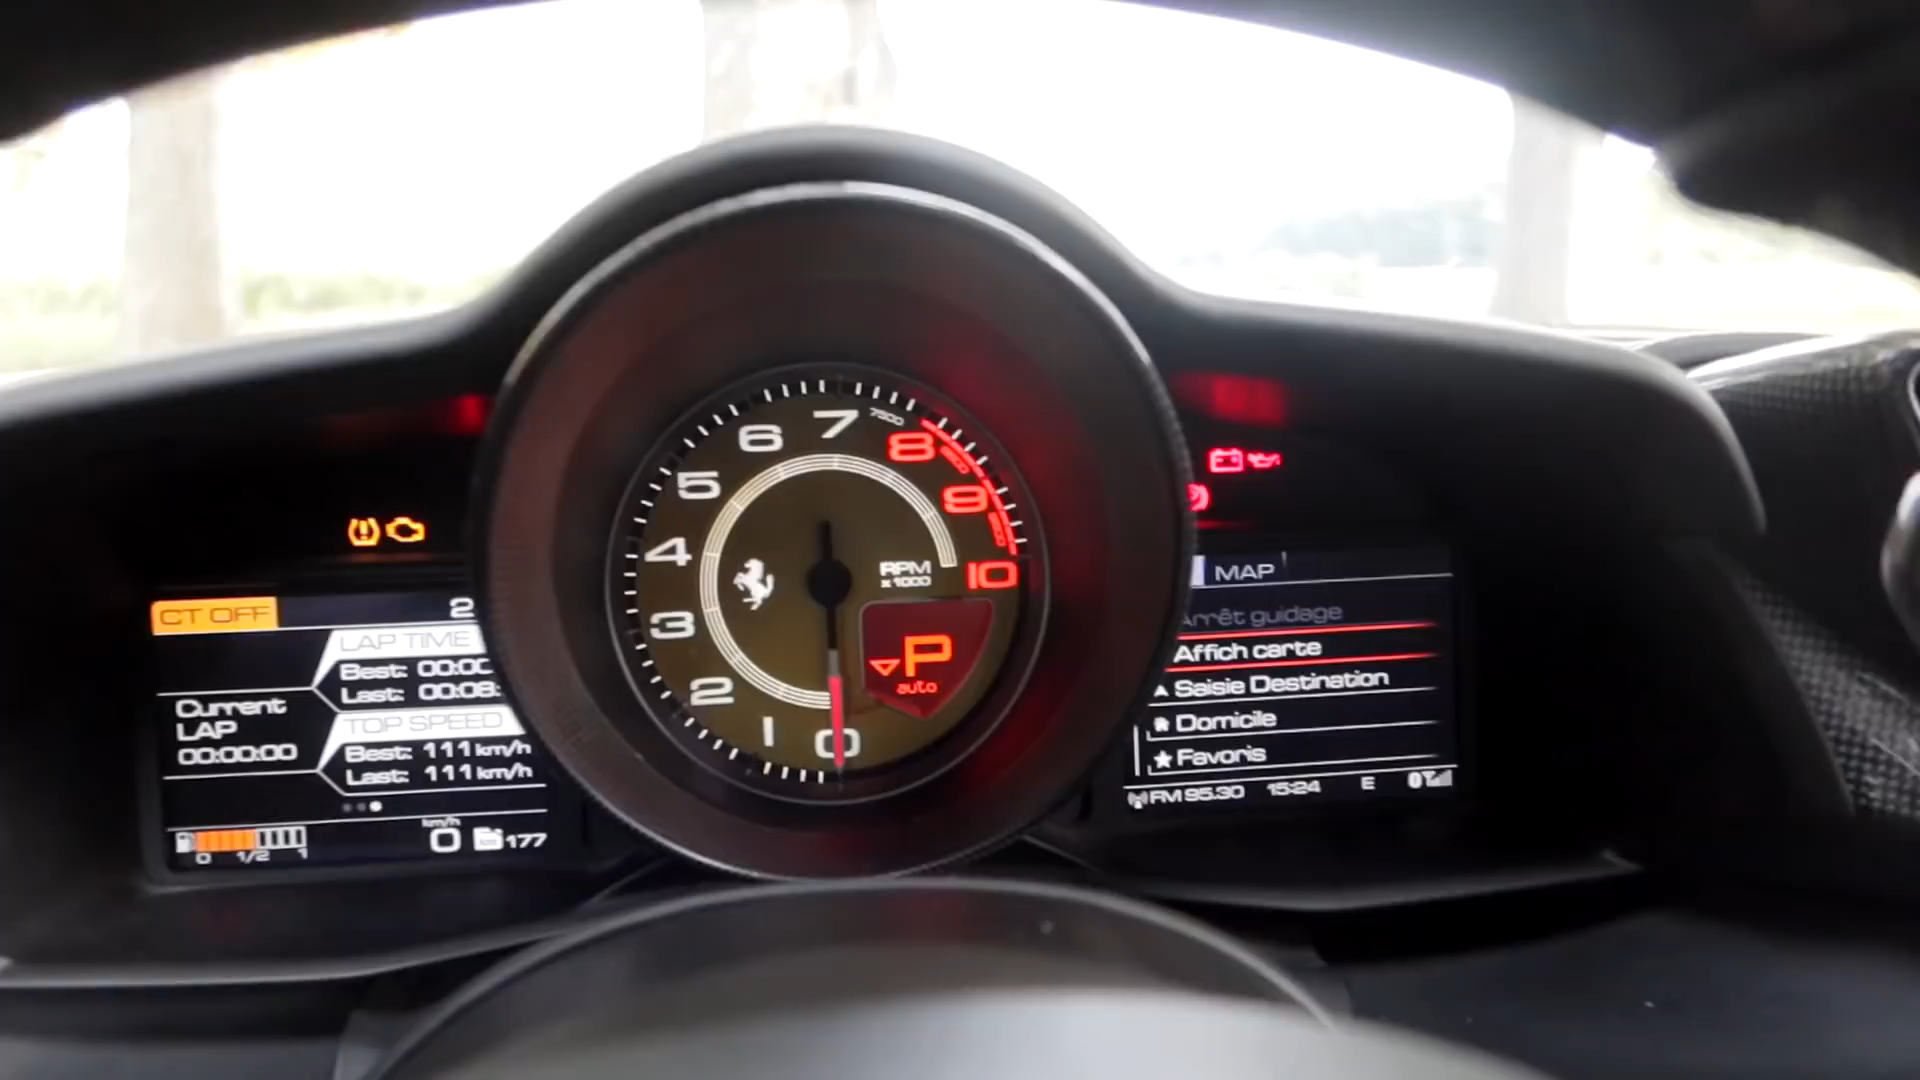 CT OFF
2
LAP TIME
Best: 00:00
Last: 00:08:
Current
LAP
00:00:00
TOP SPEED
Best: 111 km/h
Last: 111 km/h
0 1/2 1
km/h
0
177
0
1
2
3
4
5
6
7
7500
8
9
10
RPM
x1000
P
auto
MAP
Arrêt guidage
Affich carte
Saisie Destination
Domicile
Favoris
FM 95.30 15:24 E